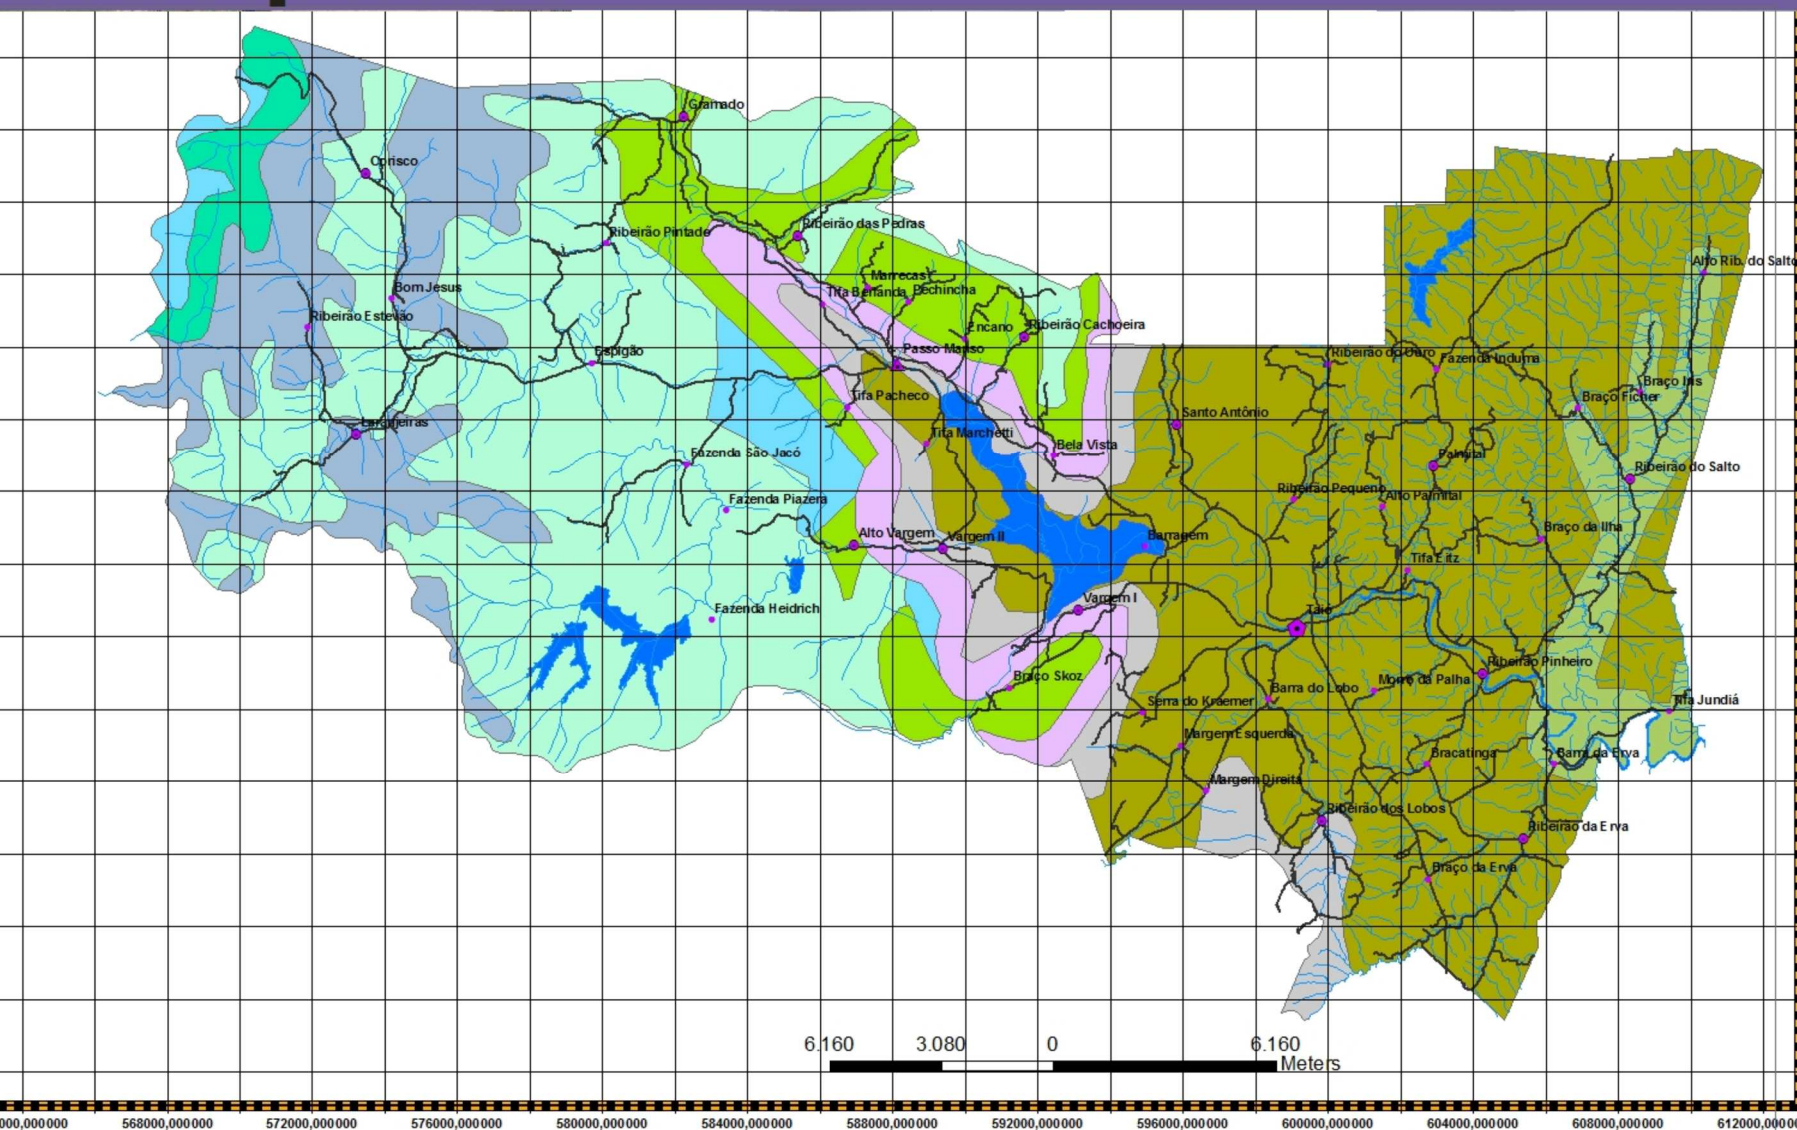 Gramado
Corisco
Ribeirão das Pedras
Ribeirão Pintado
Alto Rib. do Salto
Marrecas
Bom Jesus
Tifa Berlanda
Pechincha
Ribeirão Estevão
Encano
Ribeirão Cachoeira
Passo Manso
Espigão
Ribeirão do Ouro
Fazenda Induma
Braço Iris
Tifa Pacheco
Braço Ficher
Santo Antônio
Laranjeiras
Tifa Marchetti
Bela Vista
Fazenda São Jacó
Palmital
Ribeirão do Salto
Ribeirão Pequeno
Alto Palmital
Fazenda Piazera
Braço da Ilha
Alto Vargem
Vargem II
Barragem
Tifa Eitz
Vargem I
Fazenda Heidrich
Taió
Ribeirão Pinheiro
Braço Skoz
Morro da Palha
Barra do Lobo
Serra do Kraemer
Tifa Jundiá
Margem Esquerda
Bracatinga
Barra da Erva
Margem Direita
Ribeirão dos Lobos
Ribeirão da Erva
Braço da Erva
6.160 3.080 0 6.160
Meters
000,000000 568000,000000 572000,000000 576000,000000 580000,000000 584000,000000 588000,000000 592000,000000 596000,000000 600000,000000 604000,000000 608000,000000 612000,0000